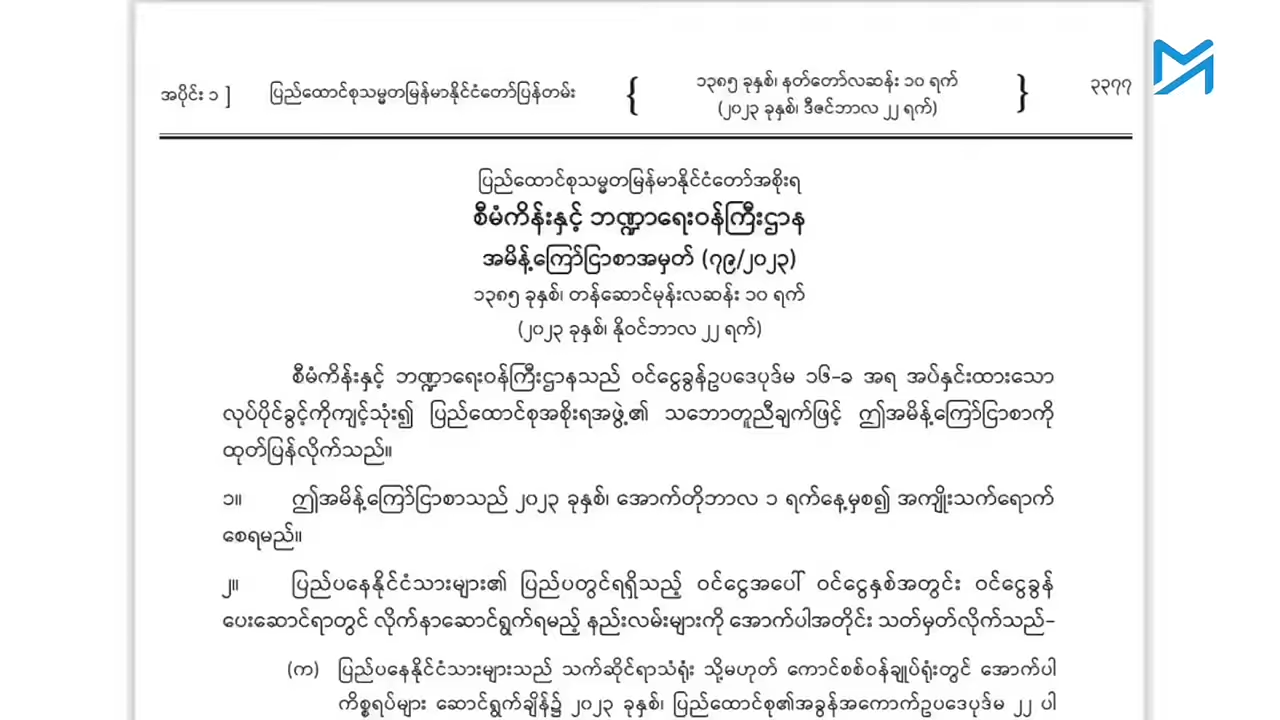 အပိုင်း ၁ ] ပြည်ထောင်စုသမ္မတမြန်မာနိုင်ငံတော်ပြန်တမ်း { ၁၃၈၅ ခုနှစ်၊ နတ်တော်လဆန်း ၁၀ ရက် (၂၀၂၃ ခုနှစ်၊ ဒီဇင်ဘာလ ၂၂ ရက်) } ၃၃၇၇
ပြည်ထောင်စုသမ္မတမြန်မာနိုင်ငံတော်အစိုးရ
စီမံကိန်းနှင့် ဘဏ္ဍာရေးဝန်ကြီးဌာန
အမိန့်ကြော်ငြာစာအမှတ် (၇၉/၂၀၂၃)
၁၃၈၅ ခုနှစ်၊ တန်ဆောင်မုန်းလဆန်း ၁၀ ရက်
(၂၀၂၃ ခုနှစ်၊ နိုဝင်ဘာလ ၂၂ ရက်)
စီမံကိန်းနှင့် ဘဏ္ဍာရေးဝန်ကြီးဌာနသည် ဝင်ငွေခွန်ဥပဒေပုဒ်မ ၁၆-ခ အရ အပ်နှင်းထားသော
လုပ်ပိုင်ခွင့်ကိုကျင့်သုံး၍ ပြည်ထောင်စုအစိုးရအဖွဲ့၏ သဘောတူညီချက်ဖြင့် ဤအမိန့်ကြော်ငြာစာကို
ထုတ်ပြန်လိုက်သည်။
၁။ ဤအမိန့်ကြော်ငြာစာသည် ၂၀၂၃ ခုနှစ်၊ အောက်တိုဘာလ ၁ ရက်နေ့မှစ၍ အကျိုးသက်ရောက်
စေရမည်။
၂။ ပြည်ပနေနိုင်ငံသားများ၏ ပြည်ပတွင်ရရှိသည့် ဝင်ငွေအပေါ် ဝင်ငွေနှစ်အတွင်း ဝင်ငွေခွန်
ပေးဆောင်ရာတွင် လိုက်နာဆောင်ရွက်ရမည့် နည်းလမ်းများကို အောက်ပါအတိုင်း သတ်မှတ်လိုက်သည်-
(က) ပြည်ပနေနိုင်ငံသားများသည် သက်ဆိုင်ရာသံရုံး သို့မဟုတ် ကောင်စစ်ဝန်ချုပ်ရုံးတွင် အောက်ပါ
ကိစ္စရပ်များ ဆောင်ရွက်ချိန်၌ ၂၀၂၃ ခုနှစ်၊ ပြည်ထောင်စု၏အခွန်အကောက်ဥပဒေပုဒ်မ ၂၂ ပါ